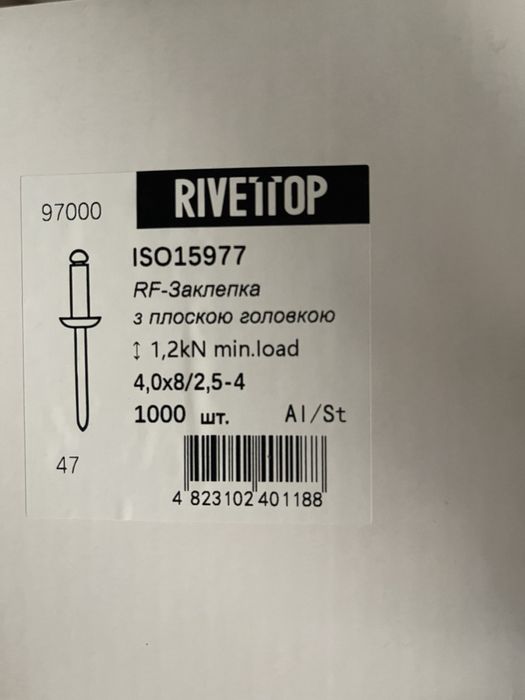 97000
RIVETTOP
ISO15977
RF-Заклепка
з плоскою головкою
↕ 1,2kN min.load
4,0x8/2,5-4
1000 шт. Al/St
47
4 823102 401188